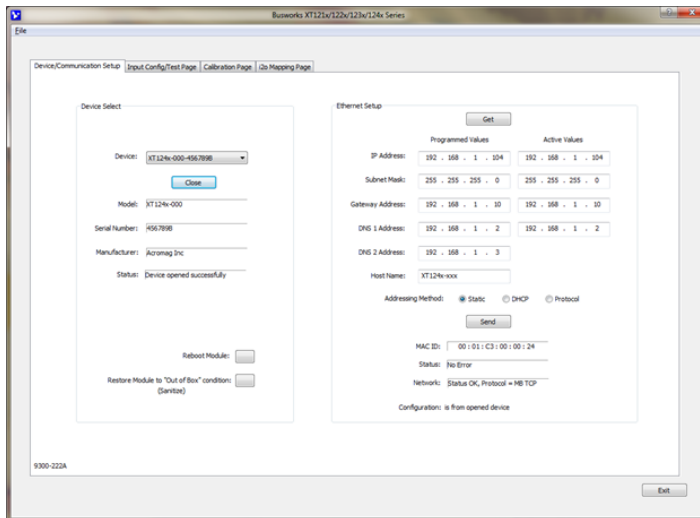 Busworks XT121x/122x/123x/124x Series
File
Device/Communication Setup Input Config/Test Page Calibration Page i2o Mapping Page
Device Select
Device: XT124x-000-456789B
Close
Model: XT124x-000
Serial Number: 456789B
Manufacturer: Acromag Inc
Status: Device opened successfully
Reboot Module:
Restore Module to "Out of Box" condition:
(Sanitize)
Ethernet Setup
Get
Programmed Values Active Values
IP Address: 192 . 168 . 1 . 104 192 . 168 . 1 . 104
Subnet Mask: 255 . 255 . 255 . 0 255 . 255 . 255 . 0
Gateway Address: 192 . 168 . 1 . 10 192 . 168 . 1 . 10
DNS 1 Address: 192 . 168 . 1 . 2 192 . 168 . 1 . 2
DNS 2 Address: 192 . 168 . 1 . 3
Host Name: XT124x-xxx
Addressing Method: Static DHCP Protocol
Send
MAC ID: 00 : 01 : C3 : 00 : 00 : 24
Status: No Error
Network: Status OK, Protocol = MB TCP
Configuration: is from opened device
9300-222A
Exit